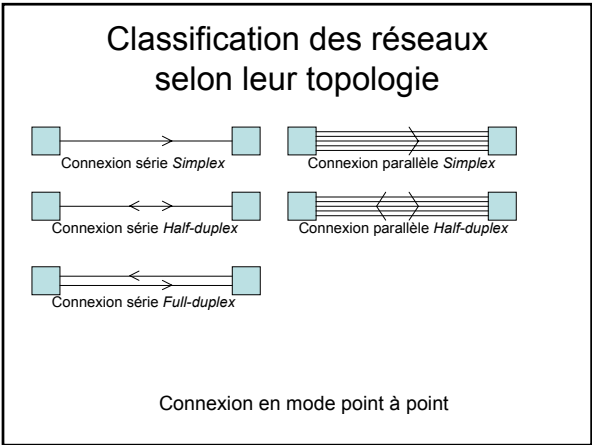 Classification des réseaux
selon leur topologie
Connexion série Simplex
Connexion parallèle Simplex
Connexion série Half-duplex
Connexion parallèle Half-duplex
Connexion série Full-duplex
Connexion en mode point à point